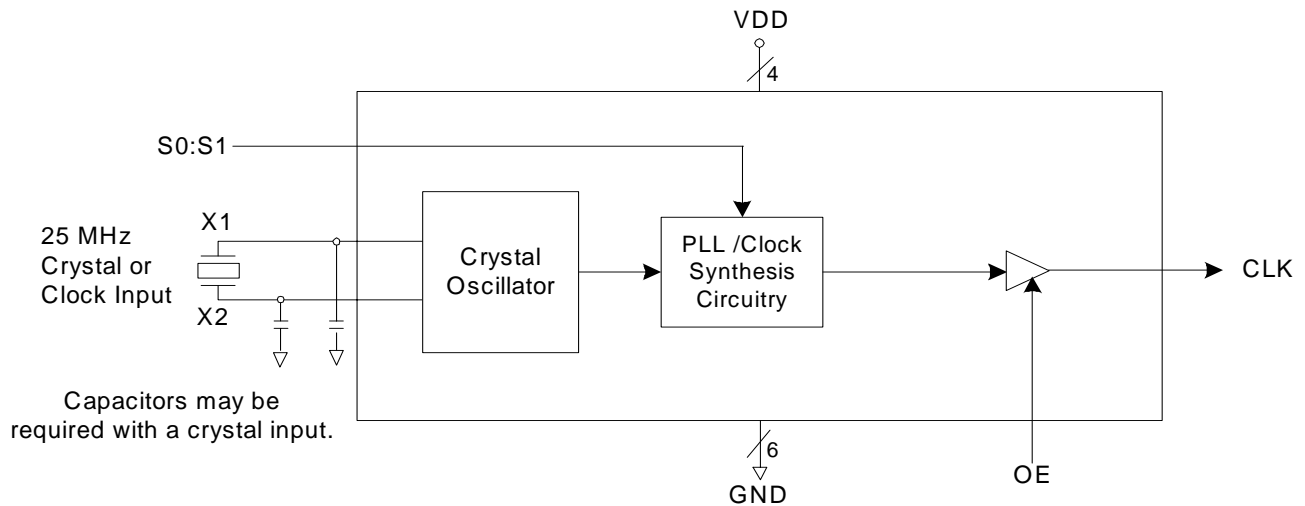 VDD
4
S0:S1
X1
25 MHz
Crystal or
Clock Input
X2
Crystal
Oscillator
PLL /Clock
Synthesis
Circuitry
CLK
Capacitors may be
required with a crystal input.
6
GND
OE